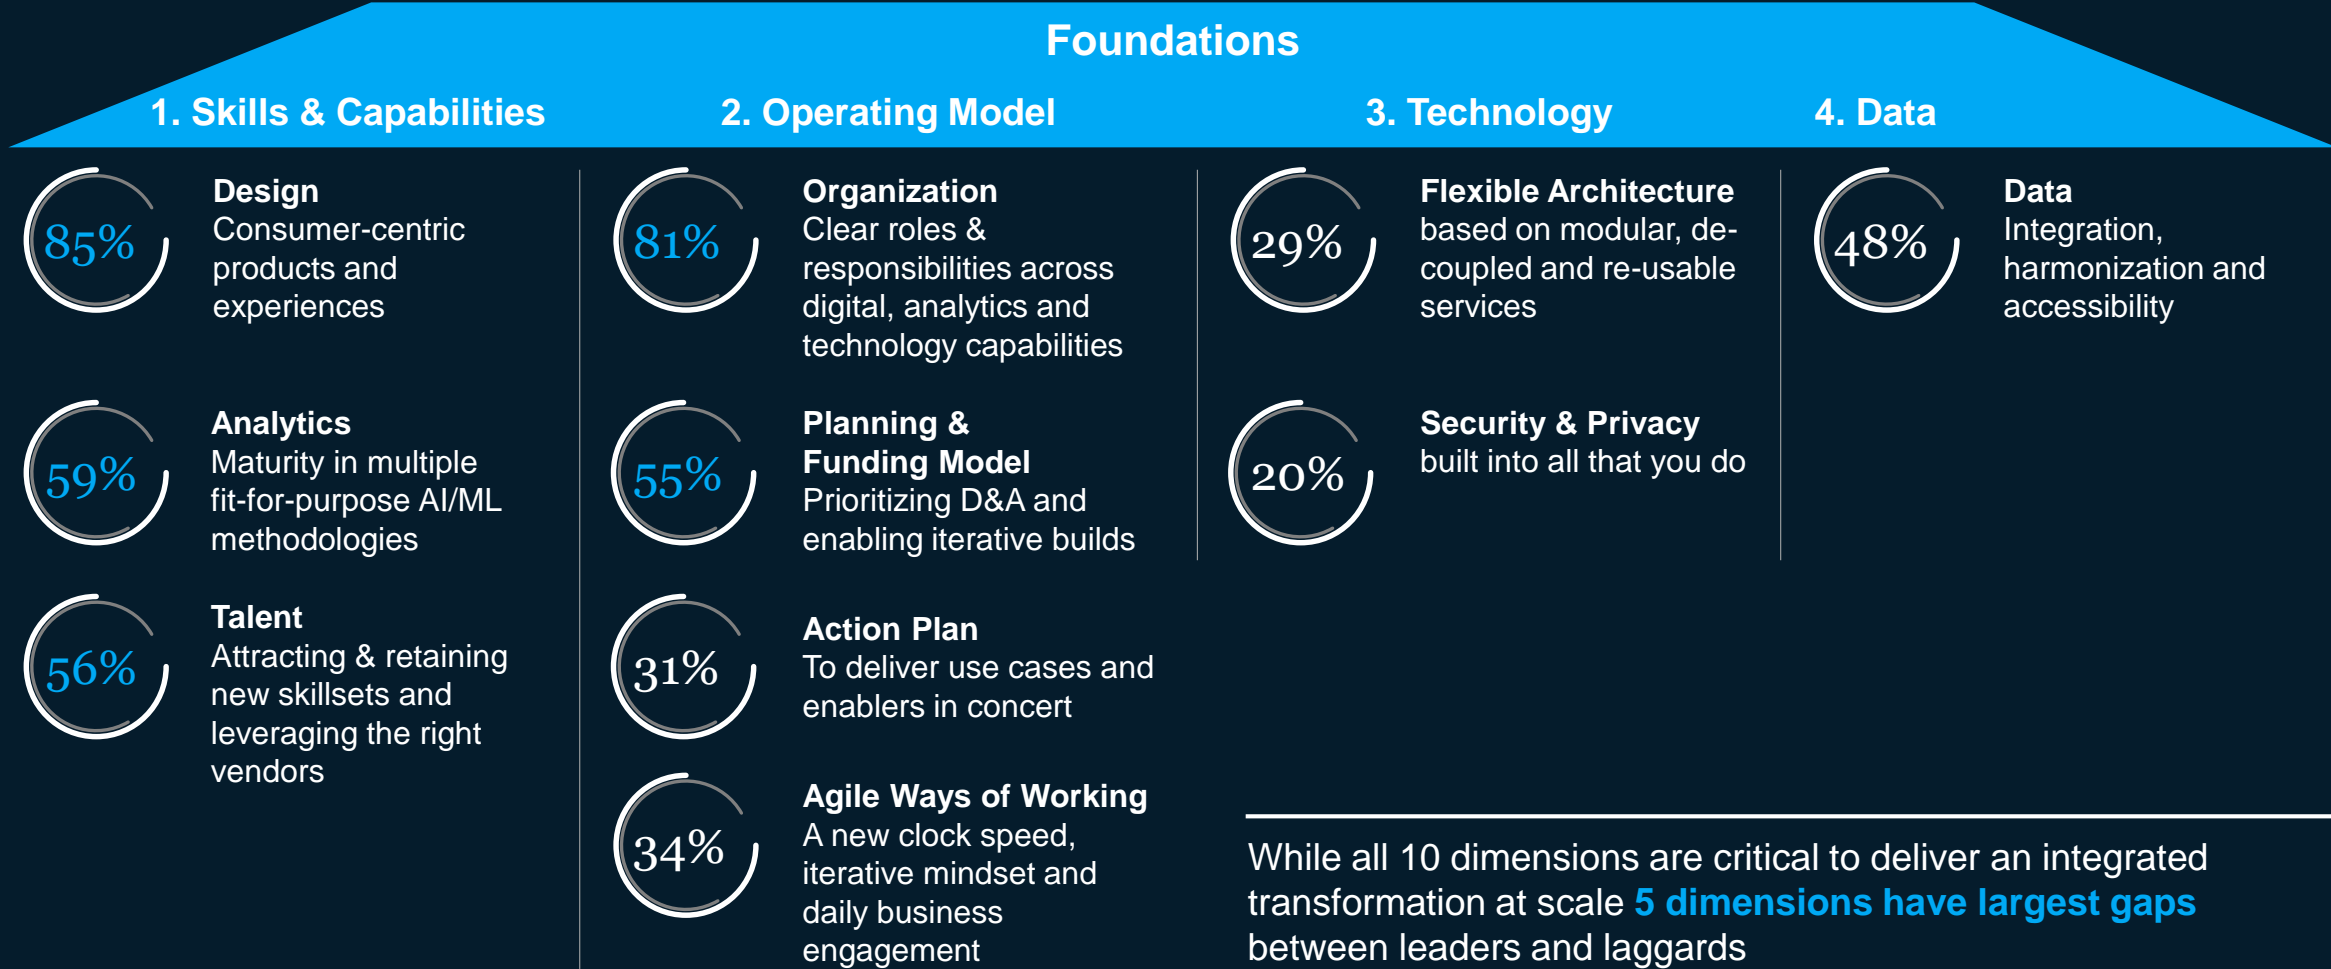 Foundations
1. Skills & Capabilities
2. Operating Model
3. Technology
4. Data
85%
Design
Consumer-centric
products and
experiences
59%
Analytics
Maturity in multiple
fit-for-purpose AI/ML
methodologies
56%
Talent
Attracting & retaining
new skillsets and
leveraging the right
vendors
81%
Organization
Clear roles &
responsibilities across
digital, analytics and
technology capabilities
55%
Planning &
Funding Model
Prioritizing D&A and
enabling iterative builds
31%
Action Plan
To deliver use cases and
enablers in concert
34%
Agile Ways of Working
A new clock speed,
iterative mindset and
daily business
engagement
29%
Flexible Architecture
based on modular, de-
coupled and re-usable
services
20%
Security & Privacy
built into all that you do
48%
Data
Integration,
harmonization and
accessibility
While all 10 dimensions are critical to deliver an integrated
transformation at scale 5 dimensions have largest gaps
between leaders and laggards